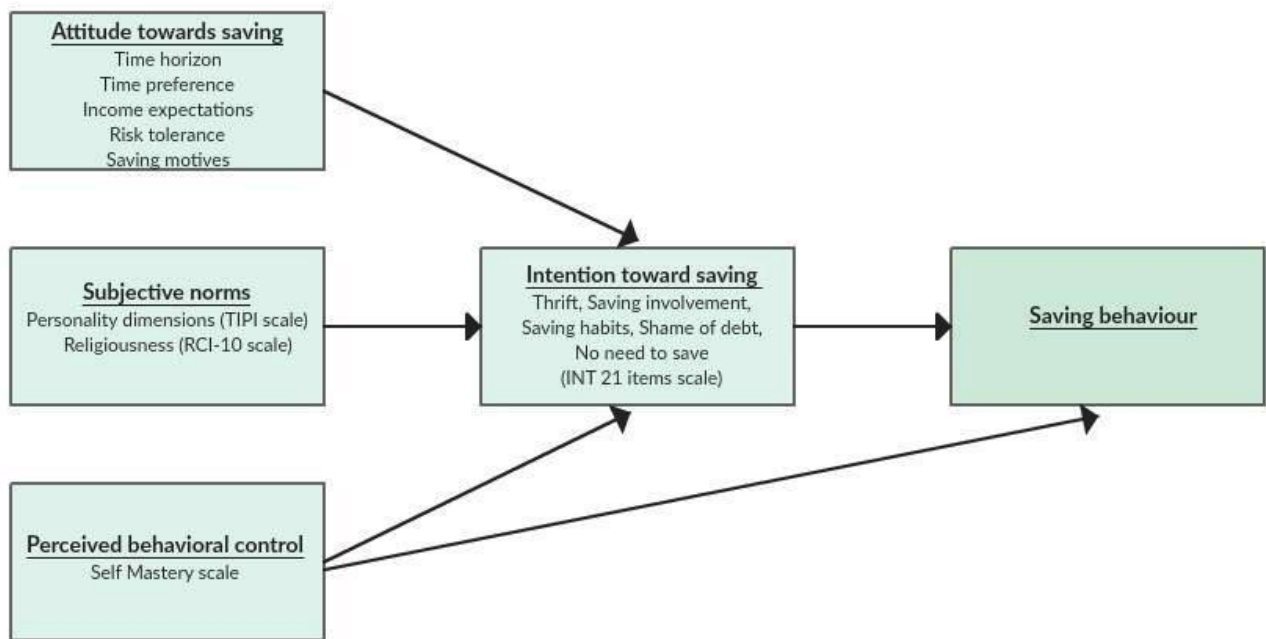 Attitude towards saving
Time horizon
Time preference
Income expectations
Risk tolerance
Saving motives
Subjective norms
Personality dimensions (TIPI scale)
Religiousness (RCI-10 scale)
Perceived behavioral control
Self Mastery scale
Intention toward saving
Thrift, Saving involvement,
Saving habits, Shame of debt,
No need to save
(INT 21 items scale)
Saving behaviour